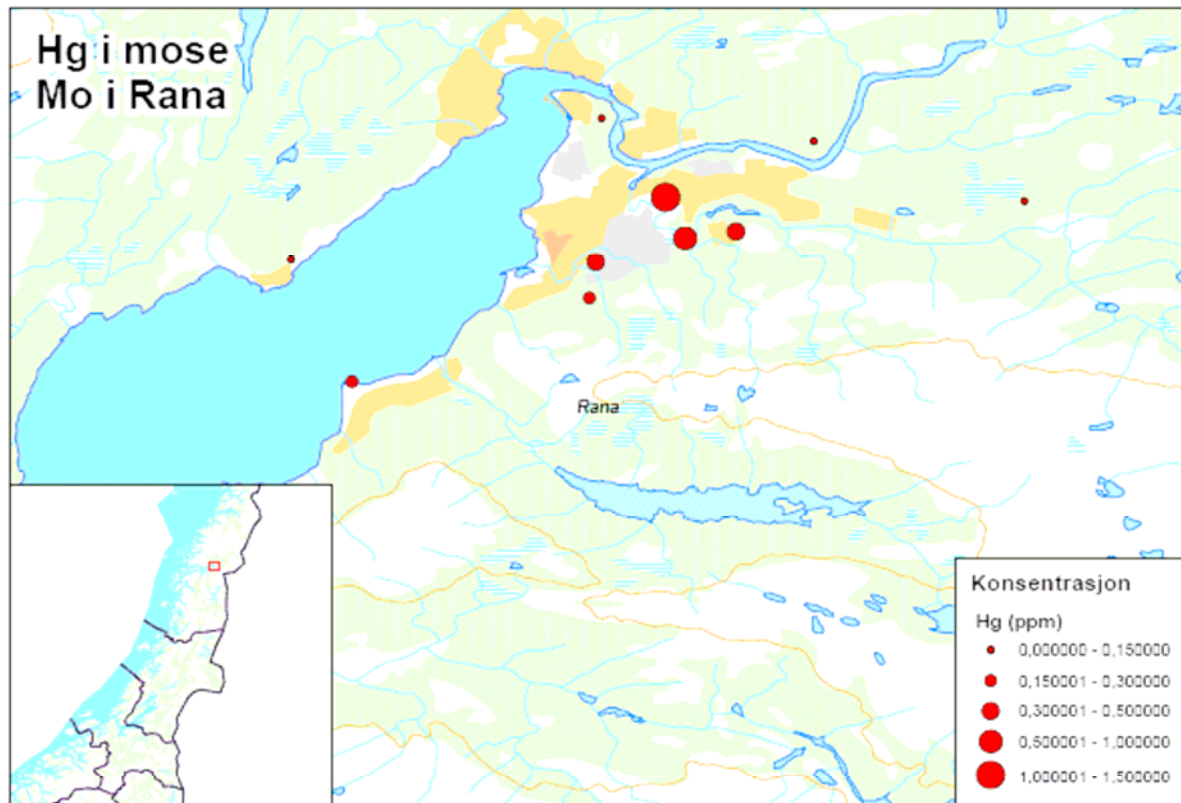 Hg i mose
Mo i Rana
Rana
Konsentrasjon
Hg (ppm)
0,000000 - 0,150000
0,150001 - 0,300000
0,300001 - 0,500000
0,500001 - 1,000000
1,000001 - 1,500000